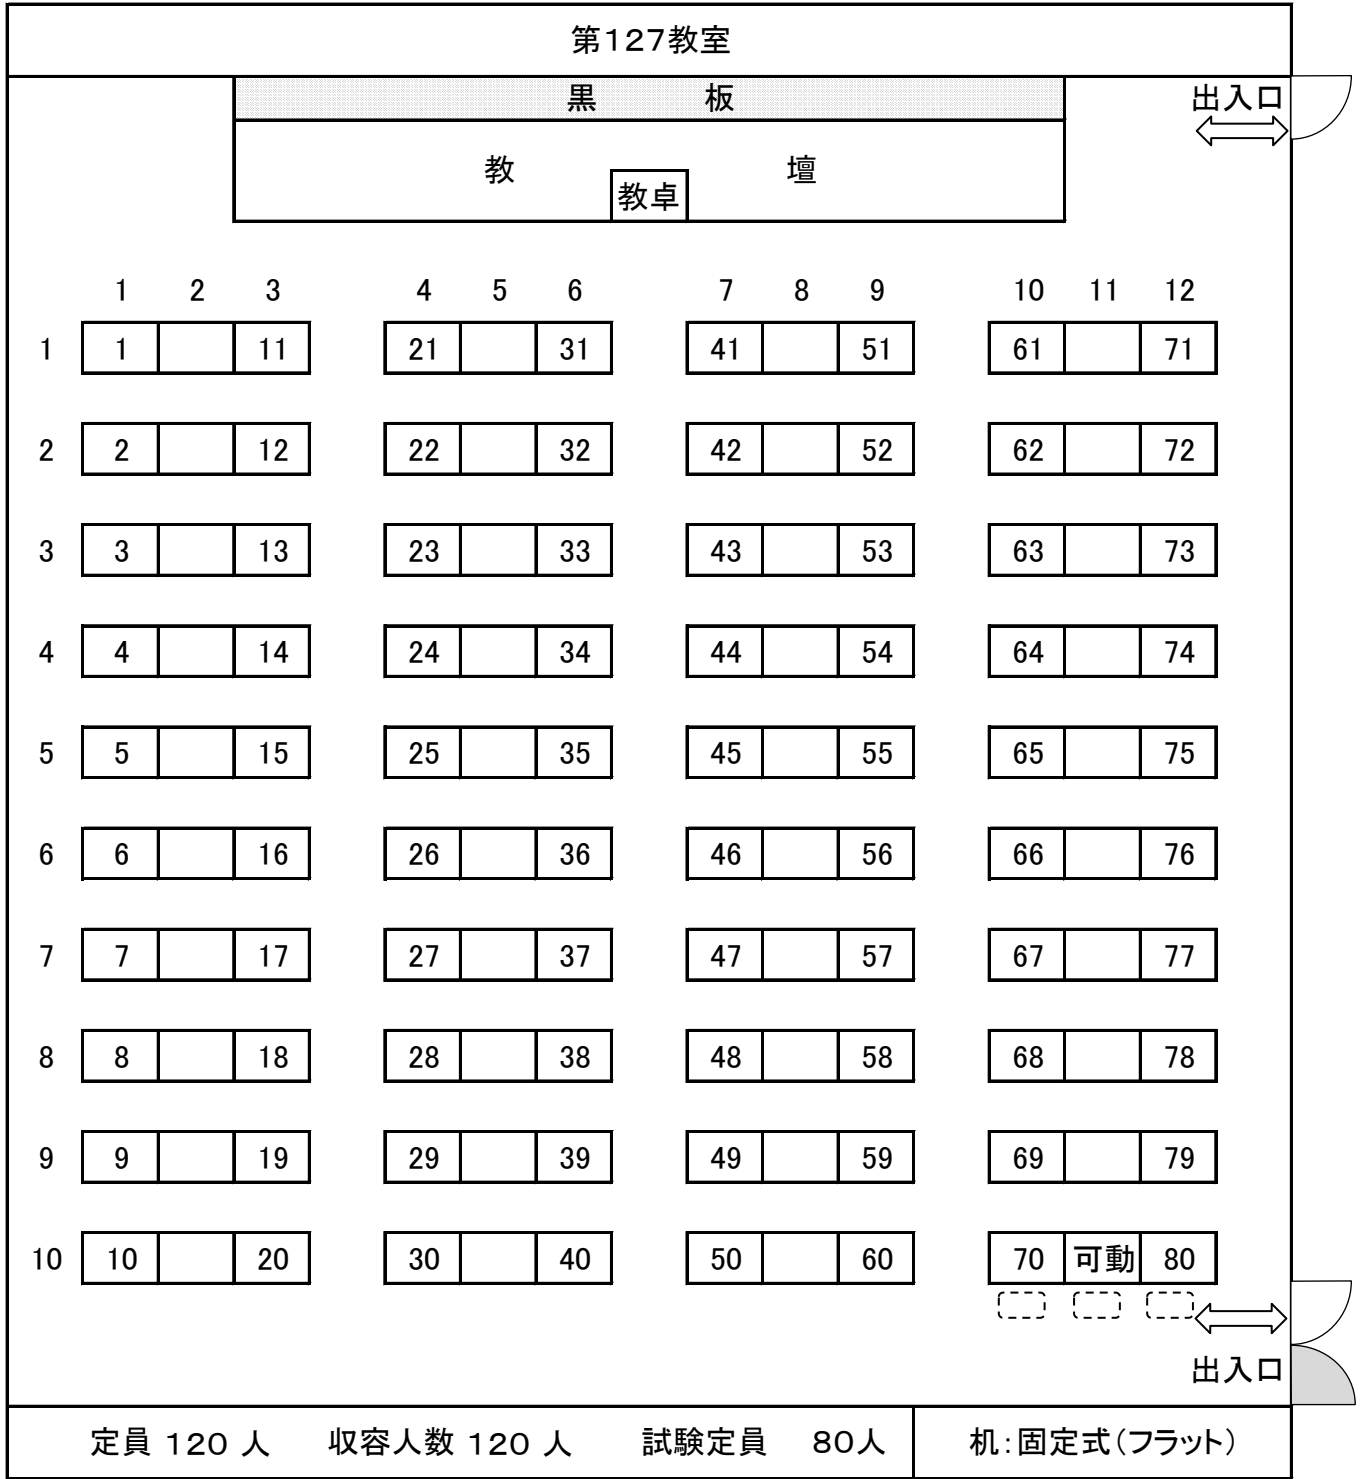 第127教室
黒 板
出入口
教 壇
教卓
1 2 3 4 5 6 7 8 9 10 11 12
1 1 11 21 31 41 51 61 71
2 2 12 22 32 42 52 62 72
3 3 13 23 33 43 53 63 73
4 4 14 24 34 44 54 64 74
5 5 15 25 35 45 55 65 75
6 6 16 26 36 46 56 66 76
7 7 17 27 37 47 57 67 77
8 8 18 28 38 48 58 68 78
9 9 19 29 39 49 59 69 79
10 10 20 30 40 50 60 70 可動 80
出入口
定員 120 人 収容人数 120 人 試験定員 80人 机:固定式(フラット)